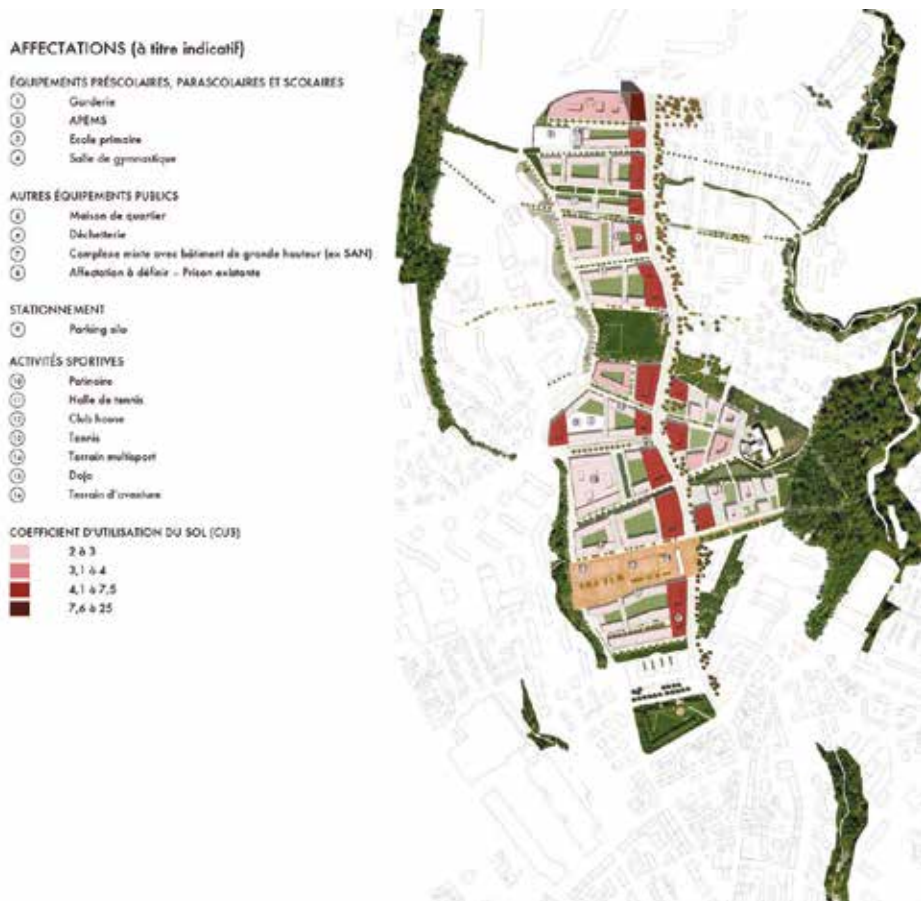 AFFECTATIONS (à titre indicatif)
ÉQUIPEMENTS PRÉSCOLAIRES, PARASCOLAIRES ET SCOLAIRES
1 Garderie
2 APEMS
3 Ecole primaire
4 Salle de gymnastique
AUTRES ÉQUIPEMENTS PUBLICS
5 Maison de quartier
6 Déchetterie
7 Complexe mixte avec bâtiment de grande hauteur (ex SAN)
8 Affectation à définir – Prison existante
STATIONNEMENT
9 Parking silo
ACTIVITÉS SPORTIVES
10 Patinoire
11 Halle de tennis
12 Club house
13 Tennis
14 Terrain multisport
15 Dojo
16 Terrain d'aventure
COEFFICIENT D'UTILISATION DU SOL (CUS)
2 à 3
3,1 à 4
4,1 à 7,5
7,6 à 25